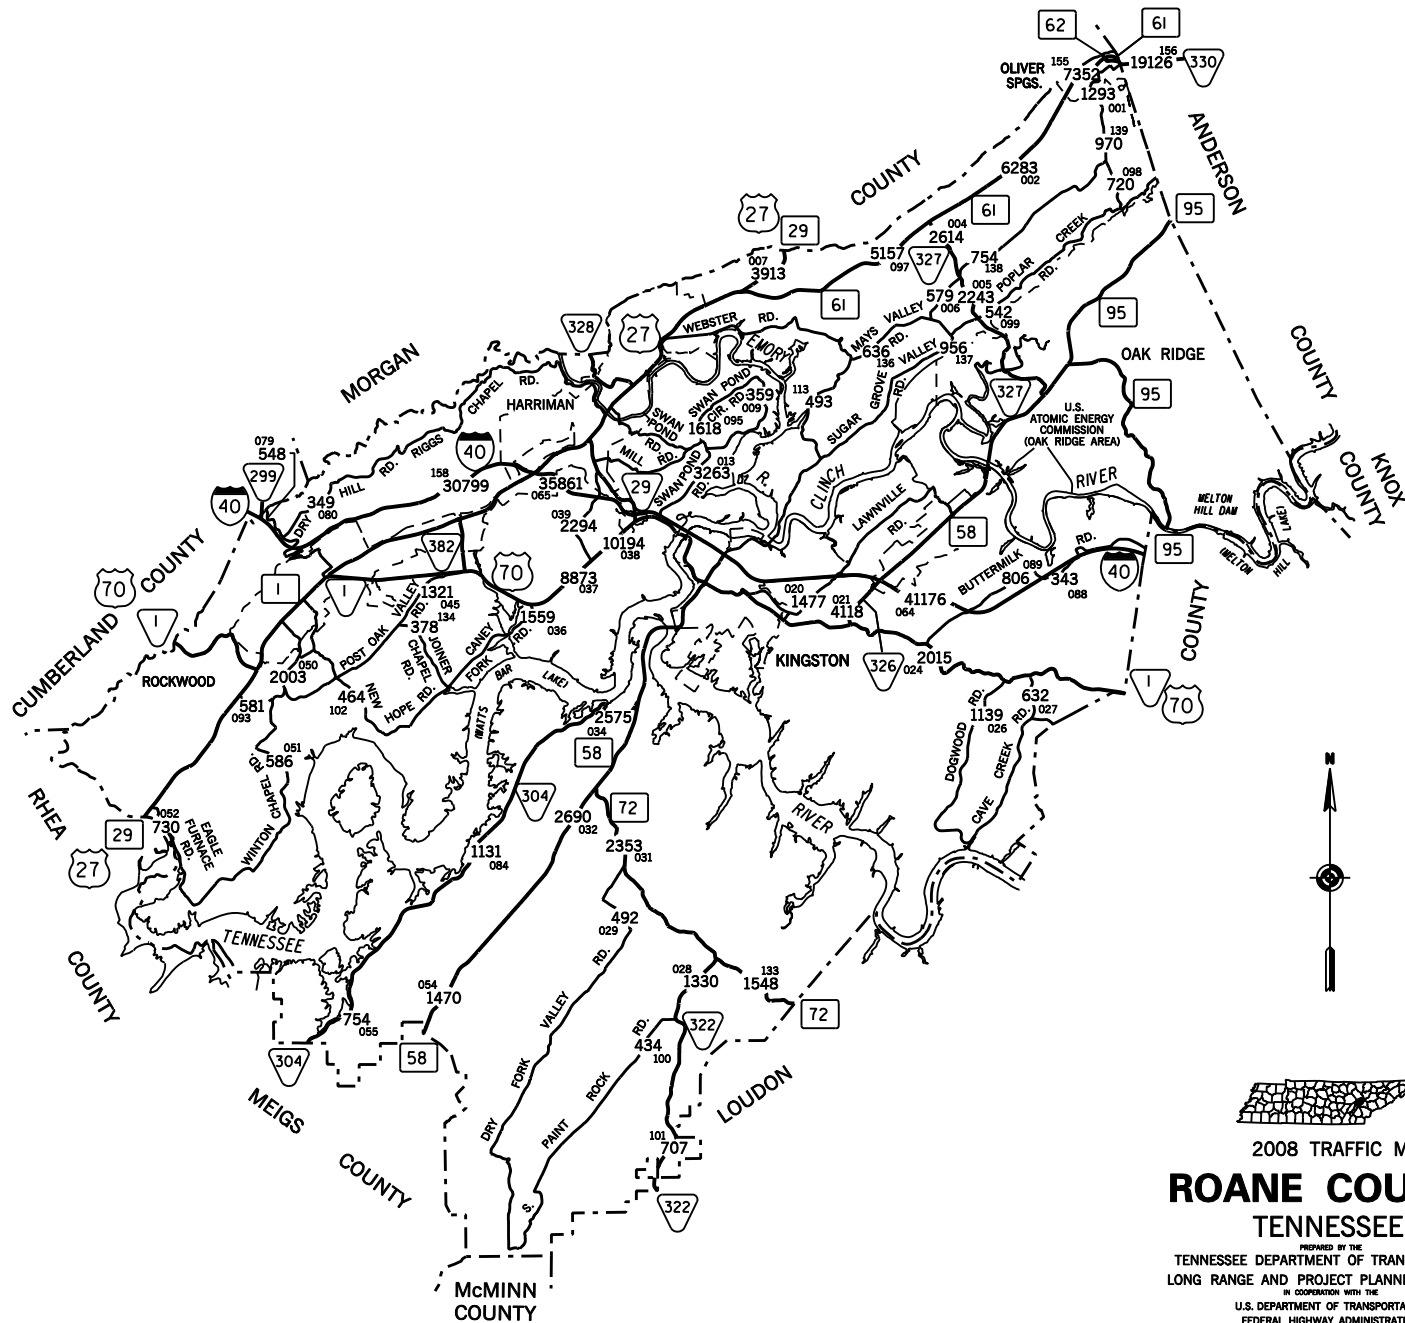 62
61
156
19126
330
OLIVER
SPGS.
155
7352
1293
001
139
970
ANDERSON
COUNTY
6283
002
098
720
61
95
27
29
004
2614
5157
097
327
754
138
POPLAR CREEK
RD.
007
3913
61
579
006
005
2243
542
099
95
328
27
WEBSTER RD.
EMORY
MAYS VALLEY
RD.
636
136
956
137
OAK RIDGE
COUNTY
MORGAN
CHAPEL RD.
HARRIMAN
SWAN POND
CIR. RD.
359
009
113
493
SUGAR GROVE VALLEY
RD.
327
95
U.S.
ATOMIC ENERGY
COMMISSION
(OAK RIDGE AREA)
SWAN
POND
RD.
1618
095
079
548
299
40
DRY HILL RD.
RIGGS
349
080
158
30799
40
35861
065
MILL RD.
29
SWAN POND
RD.
013
3263
R.
CLINCH
RIVER
KNOX
COUNTY
MELTON
HILL DAM
(MELTON
HILL
LAKE)
LAWNVILLE
RD.
039
2294
10194
038
58
95
70
COUNTY
CUMBERLAND
1
1
382
1
70
8873
037
BUTTERMILK RD.
089
806
343
088
40
020
1477
021
4118
41176
064
POST OAK VALLEY
RD.
1321
045
134
378
JOINER
CHAPEL
RD.
1559
036
CANEY
FORK
RD.
ROCKWOOD
050
2003
464
102
NEW
HOPE RD.
BAR
LAKE)
(WATTS
KINGSTON
326
024
2015
COUNTY
1
70
581
093
DOGWOOD RD.
1139
026
632
027
CAVE CREEK RD.
2575
034
58
051
586
WINTON CHAPEL RD.
304
72
RIVER
N
RHEA
29
27
052
730
EAGLE
FURNACE
RD.
1131
084
2690
032
2353
031
TENNESSEE
492
029
COUNTY
028
1330
133
1548
72
054
1470
754
055
304
58
DRY FORK VALLEY RD.
322
434
100
S. PAINT ROCK RD.
LOUDON
MEIGS
COUNTY
101
707
322
McMINN
COUNTY
2008 TRAFFIC M
ROANE COU
TENNESSEE
PREPARED BY THE
TENNESSEE DEPARTMENT OF TRAN
LONG RANGE AND PROJECT PLANN
IN COOPERATION WITH THE
U.S. DEPARTMENT OF TRANSPORTA
FEDERAL HIGHWAY ADMINISTRAT